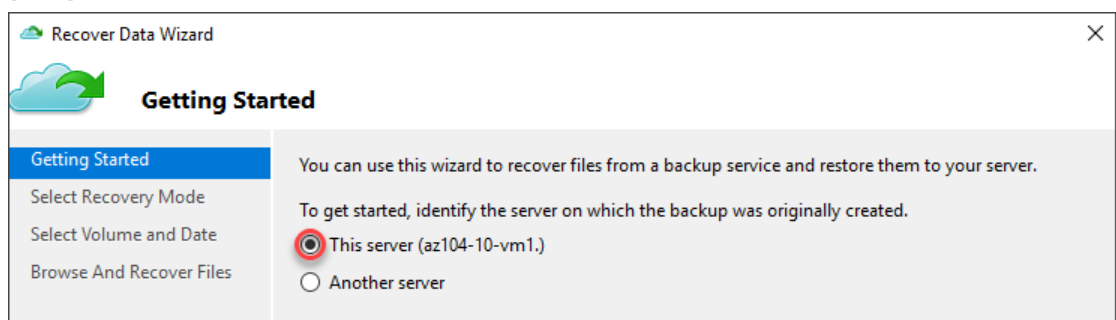 Recover Data Wizard
Getting Started
Getting Started
Select Recovery Mode
Select Volume and Date
Browse And Recover Files
You can use this wizard to recover files from a backup service and restore them to your server.
To get started, identify the server on which the backup was originally created.
This server (az104-10-vm1.)
Another server